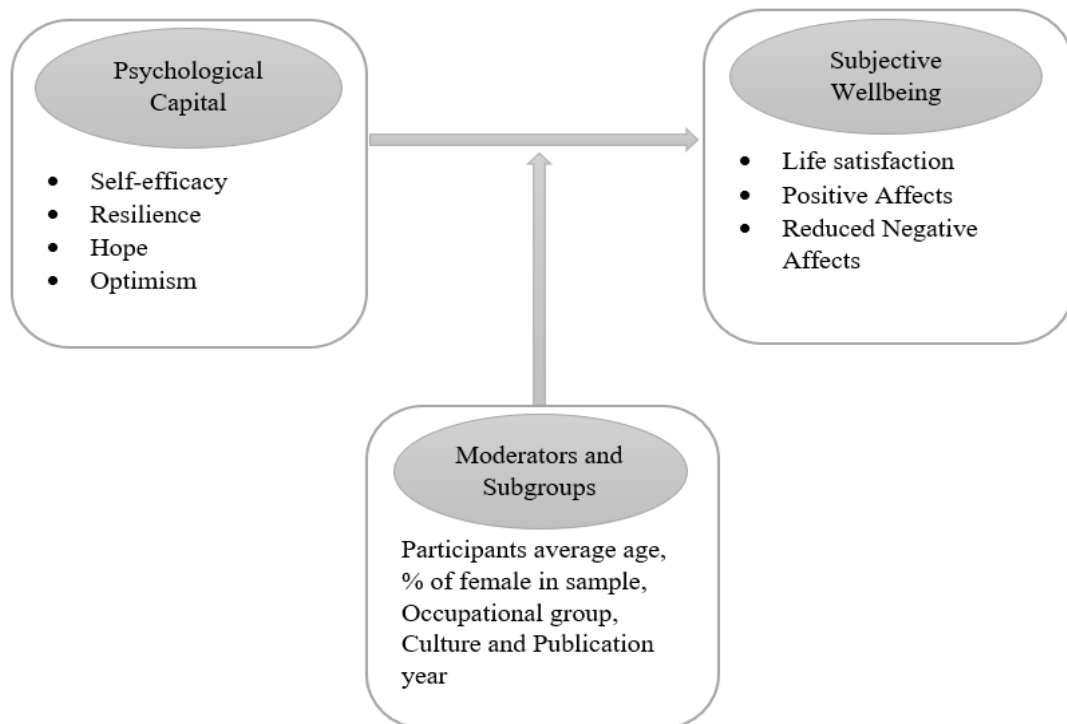 Psychological
Capital
• Self-efficacy
• Resilience
• Hope
• Optimism
Subjective
Wellbeing
• Life satisfaction
• Positive Affects
• Reduced Negative
Affects
Moderators and
Subgroups
Participants average age,
% of female in sample,
Occupational group,
Culture and Publication
year